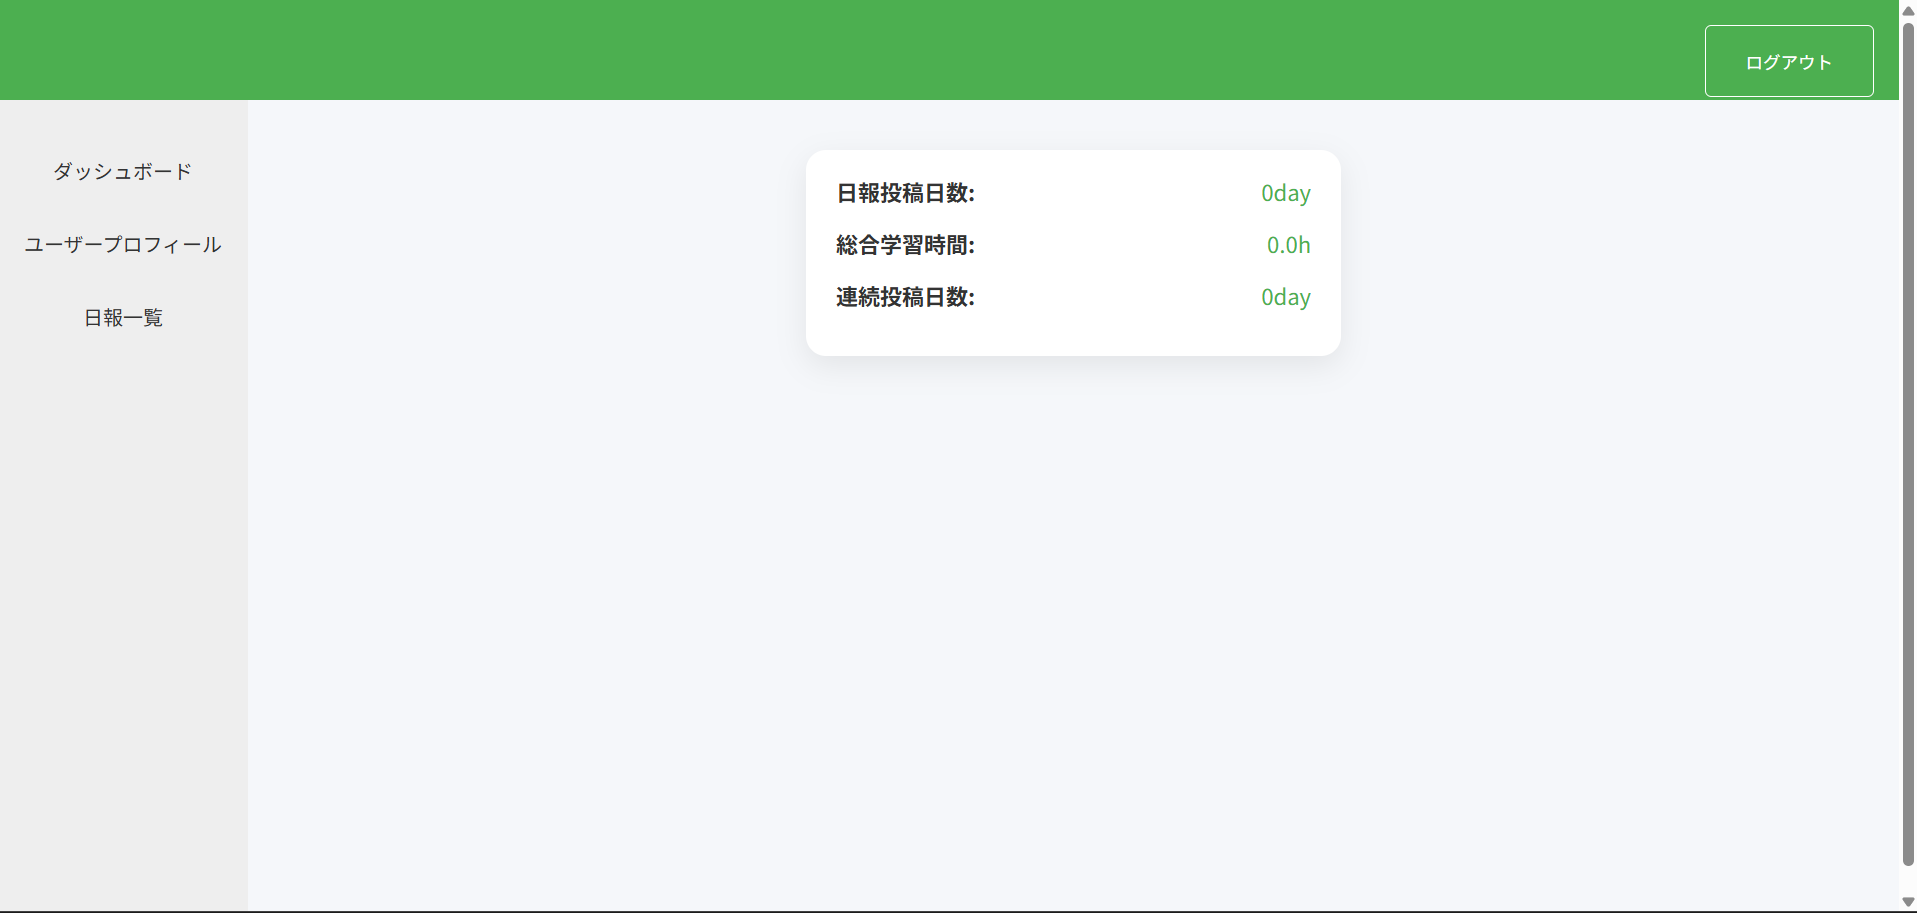 ログアウト
ダッシュボード
ユーザープロフィール
日報一覧
日報投稿日数: 0day
総合学習時間: 0.0h
連続投稿日数: 0day